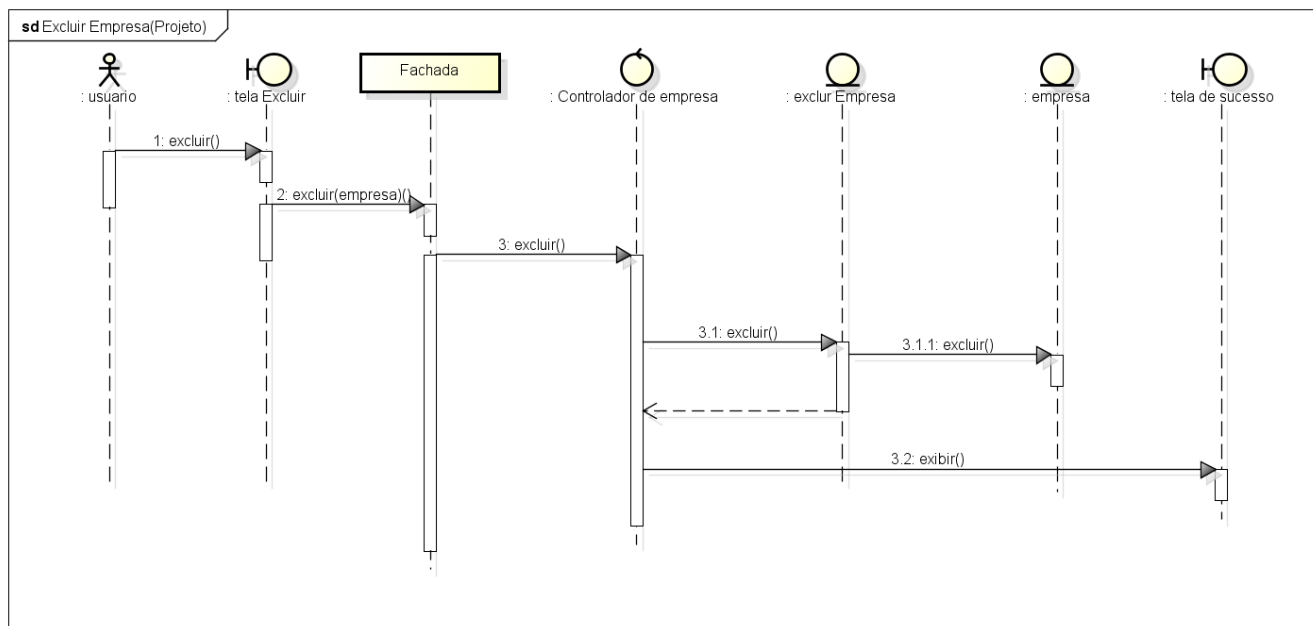 sd Excluir Empresa(Projeto)
Fachada
: usuario
: tela Excluir
: Controlador de empresa
: exclur Empresa
: empresa
: tela de sucesso
1: excluir()
2: excluir(empresa)()
3: excluir()
3.1: excluir()
3.1.1: excluir()
3.2: exibir()